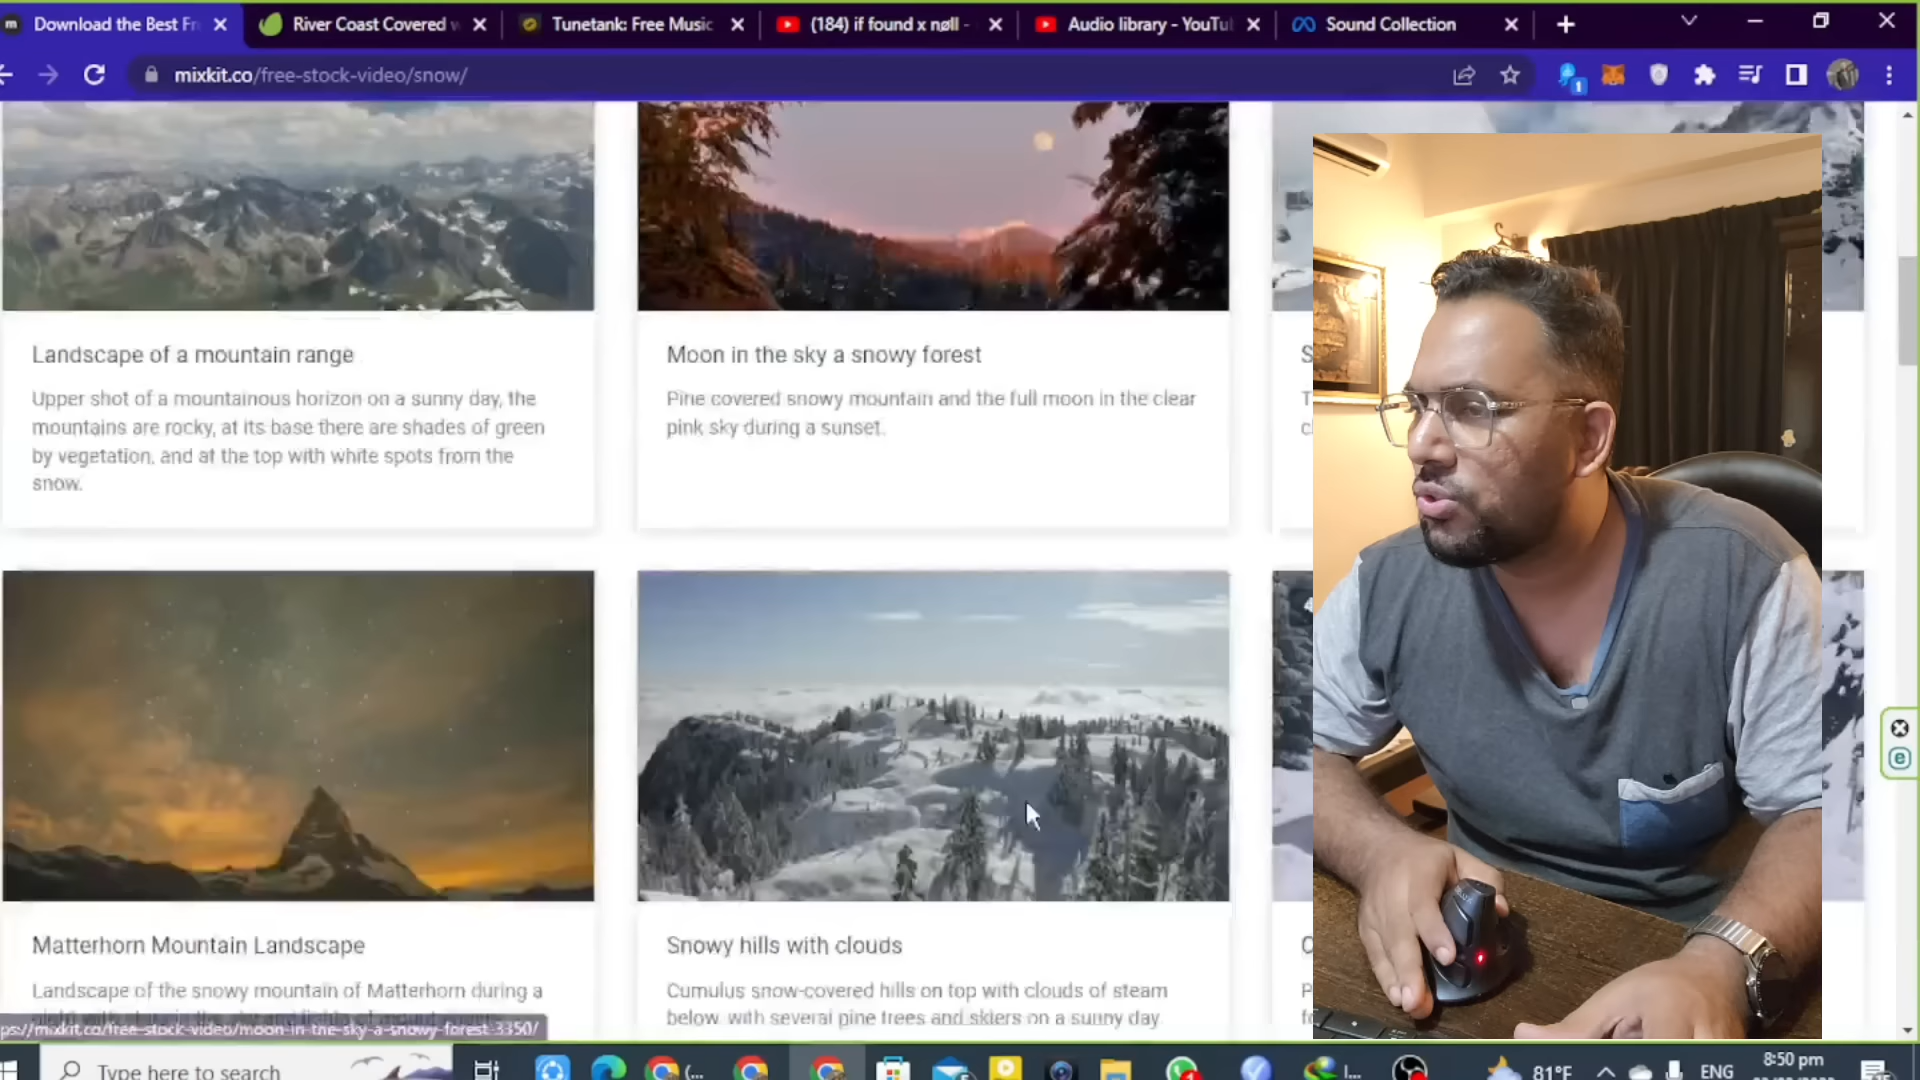 Download the Best Fr
River Coast Covered w
Tunetank: Free Music
(184) if found x nøll -
Audio library - YouTu
Sound Collection
mixkit.co/free-stock-video/snow/
1
Landscape of a mountain range
Upper shot of a mountainous horizon on a sunny day, the
mountains are rocky, at its base there are shades of green
by vegetation, and at the top with white spots from the
snow.
Moon in the sky a snowy forest
Pine covered snowy mountain and the full moon in the clear
pink sky during a sunset.
S
T
cl
4
Matterhorn Mountain Landscape
Landscape of the snowy mountain of Matterhorn during a
Snowy hills with clouds
Cumulus snow-covered hills on top with clouds of steam
below, with several pine trees and skiers on a sunny day.
C
P
fo
ps://mixkit.co/free-stock-video/moon-in-the-sky-a-snowy-forest-3350/
Type here to search
(...
I...
81°F
ENG
8:50 pm